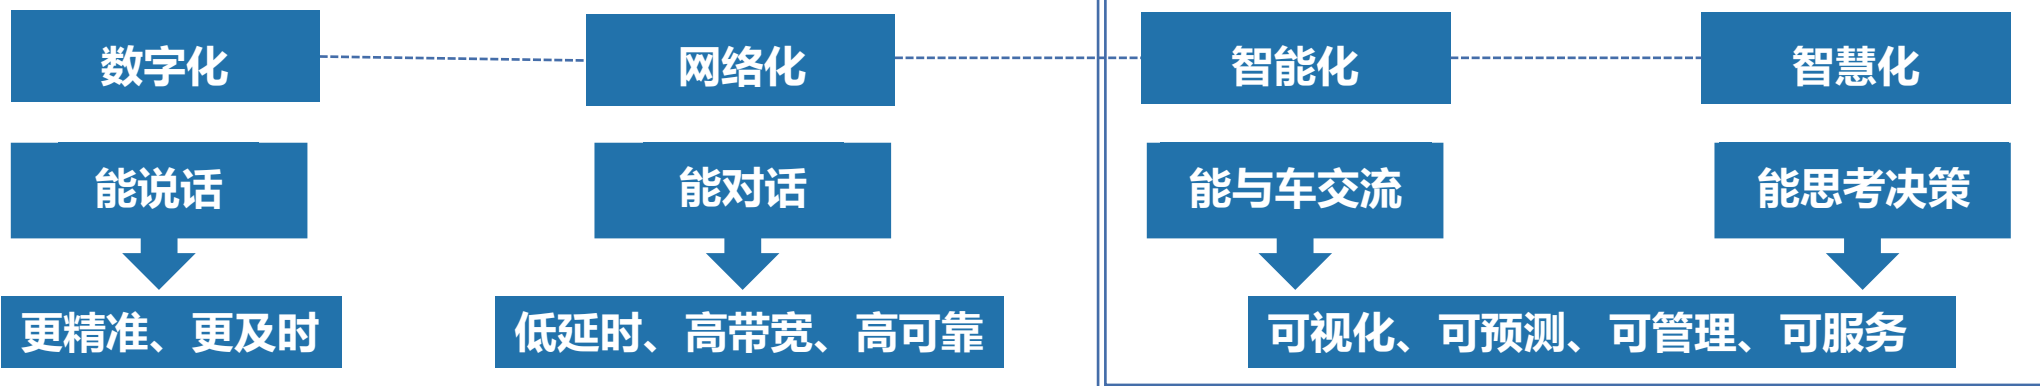 数字化
网络化
智能化
智慧化
能说话
能对话
能与车交流
能思考决策
更精准、更及时
低延时、高带宽、高可靠
可视化、可预测、可管理、可服务